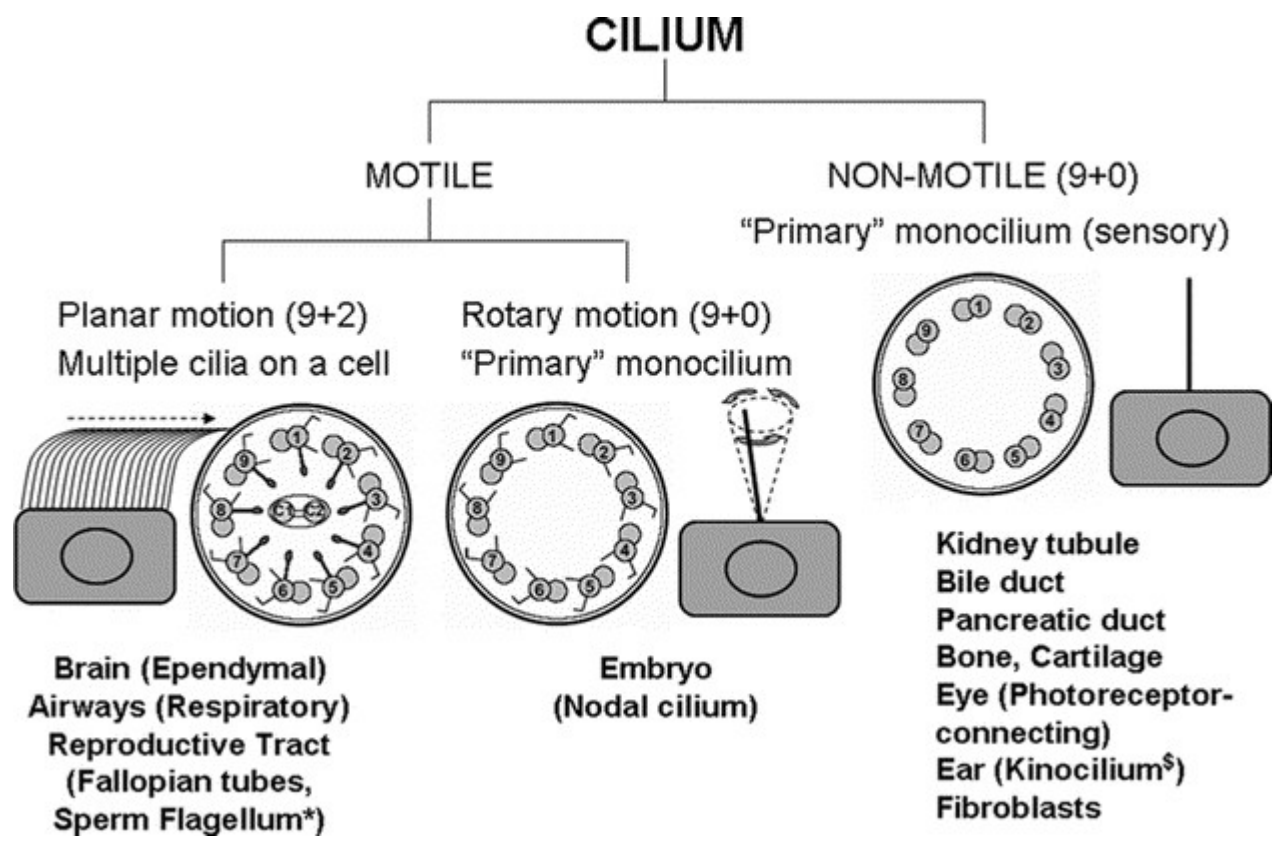 CILIUM
MOTILE
NON-MOTILE (9+0)
“Primary” monocilium (sensory)
Planar motion (9+2)
Multiple cilia on a cell
Rotary motion (9+0)
“Primary” monocilium
1
2
3
4
5
6
7
8
9
C1
C2
1
2
3
4
5
6
7
8
9
1
2
3
4
5
6
7
8
9
Brain (Ependymal)
Airways (Respiratory)
Reproductive Tract
(Fallopian tubes,
Sperm Flagellum*)
Embryo
(Nodal cilium)
Kidney tubule
Bile duct
Pancreatic duct
Bone, Cartilage
Eye (Photoreceptor-
connecting)
Ear (Kinocilium$)
Fibroblasts